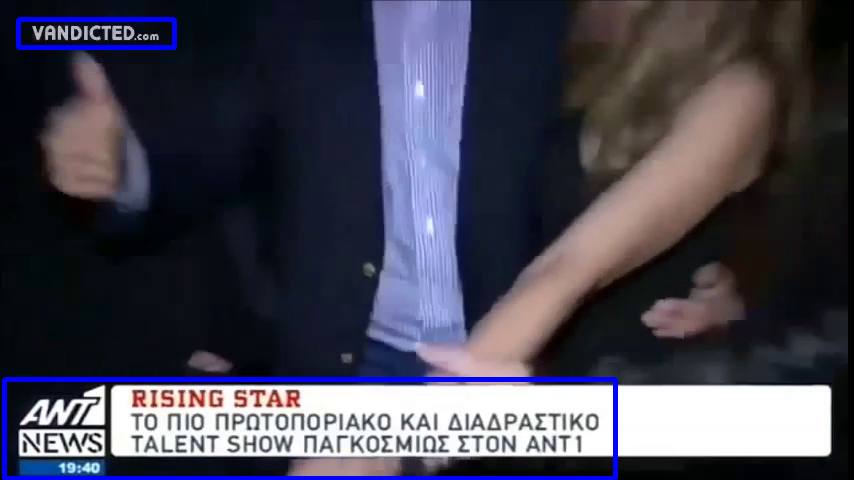 VANDICTED.com
RISING STAR
ΤΟ ΠΙΟ ΠΡΩΤΟΠΟΡΙΑΚΟ ΚΑΙ ΔΙΑΔΡΑΣΤΙΚΟ
TALENT SHOW ΠΑΓΚΟΣΜΙΩΣ ΣΤΟΝ ΑΝΤ1
ANT1
NEWS
19:40